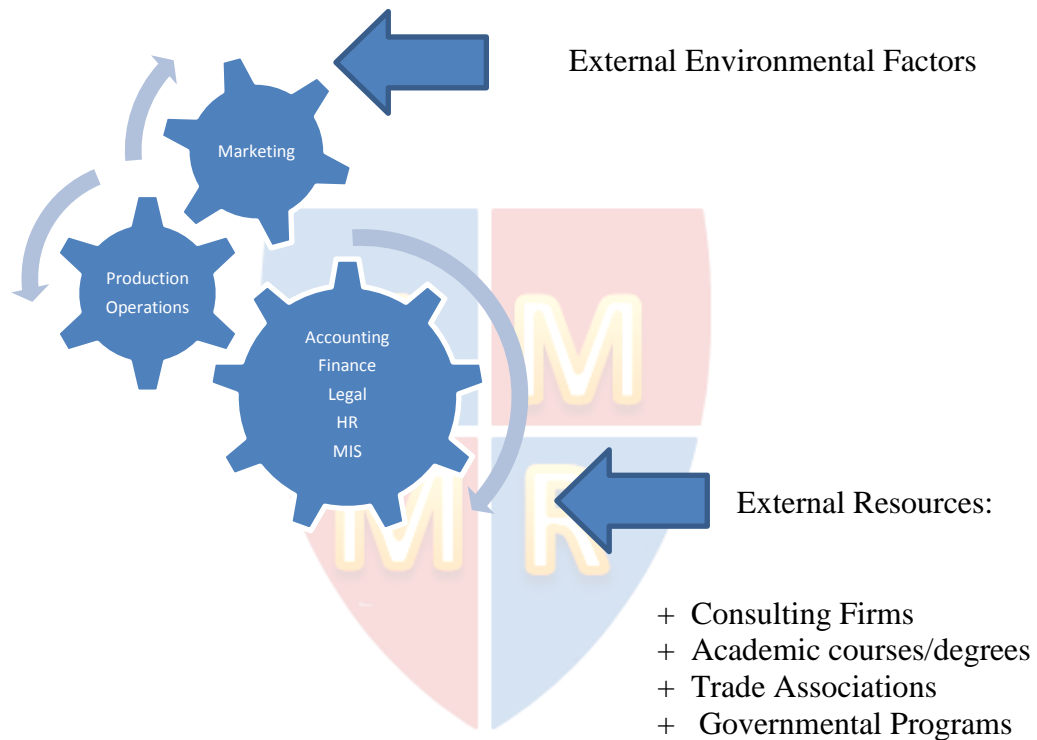 External Environmental Factors
Marketing
Production
Operations
Accounting
Finance
Legal
HR
MIS
M
M R
External Resources:
+ Consulting Firms
+ Academic courses/degrees
+ Trade Associations
+ Governmental Programs